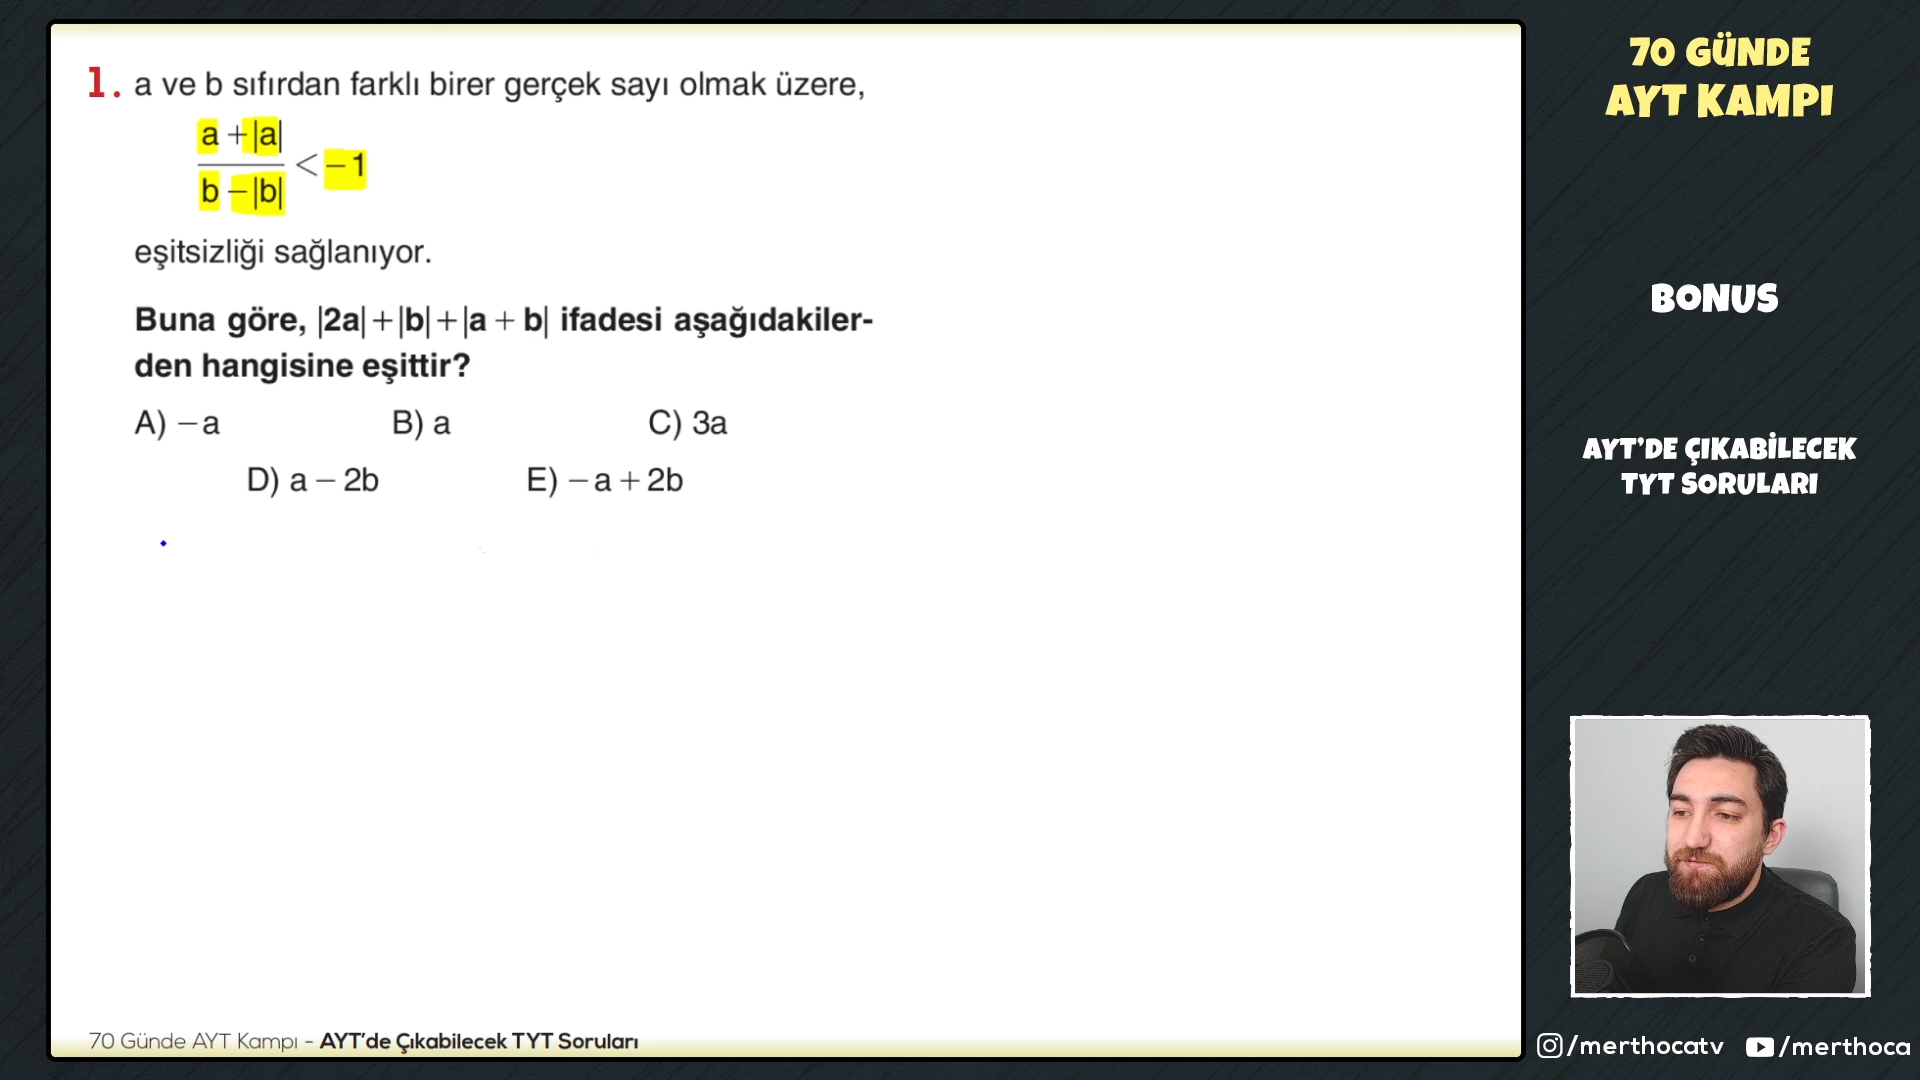 1. a ve b sıfırdan farklı birer gerçek sayı olmak üzere,
a + |a|
b − |b|
< −1
eşitsizliği sağlanıyor.
Buna göre, |2a| + |b| + |a + b| ifadesi aşağıdakiler-
den hangisine eşittir?
A) −a B) a C) 3a
D) a − 2b E) −a + 2b
70 Günde AYT Kampı - AYT'de Çıkabilecek TYT Soruları
70 GÜNDE
AYT KAMPI
BONUS
AYT'DE ÇIKABİLECEK
TYT SORULARI
/merthocatv /merthoca